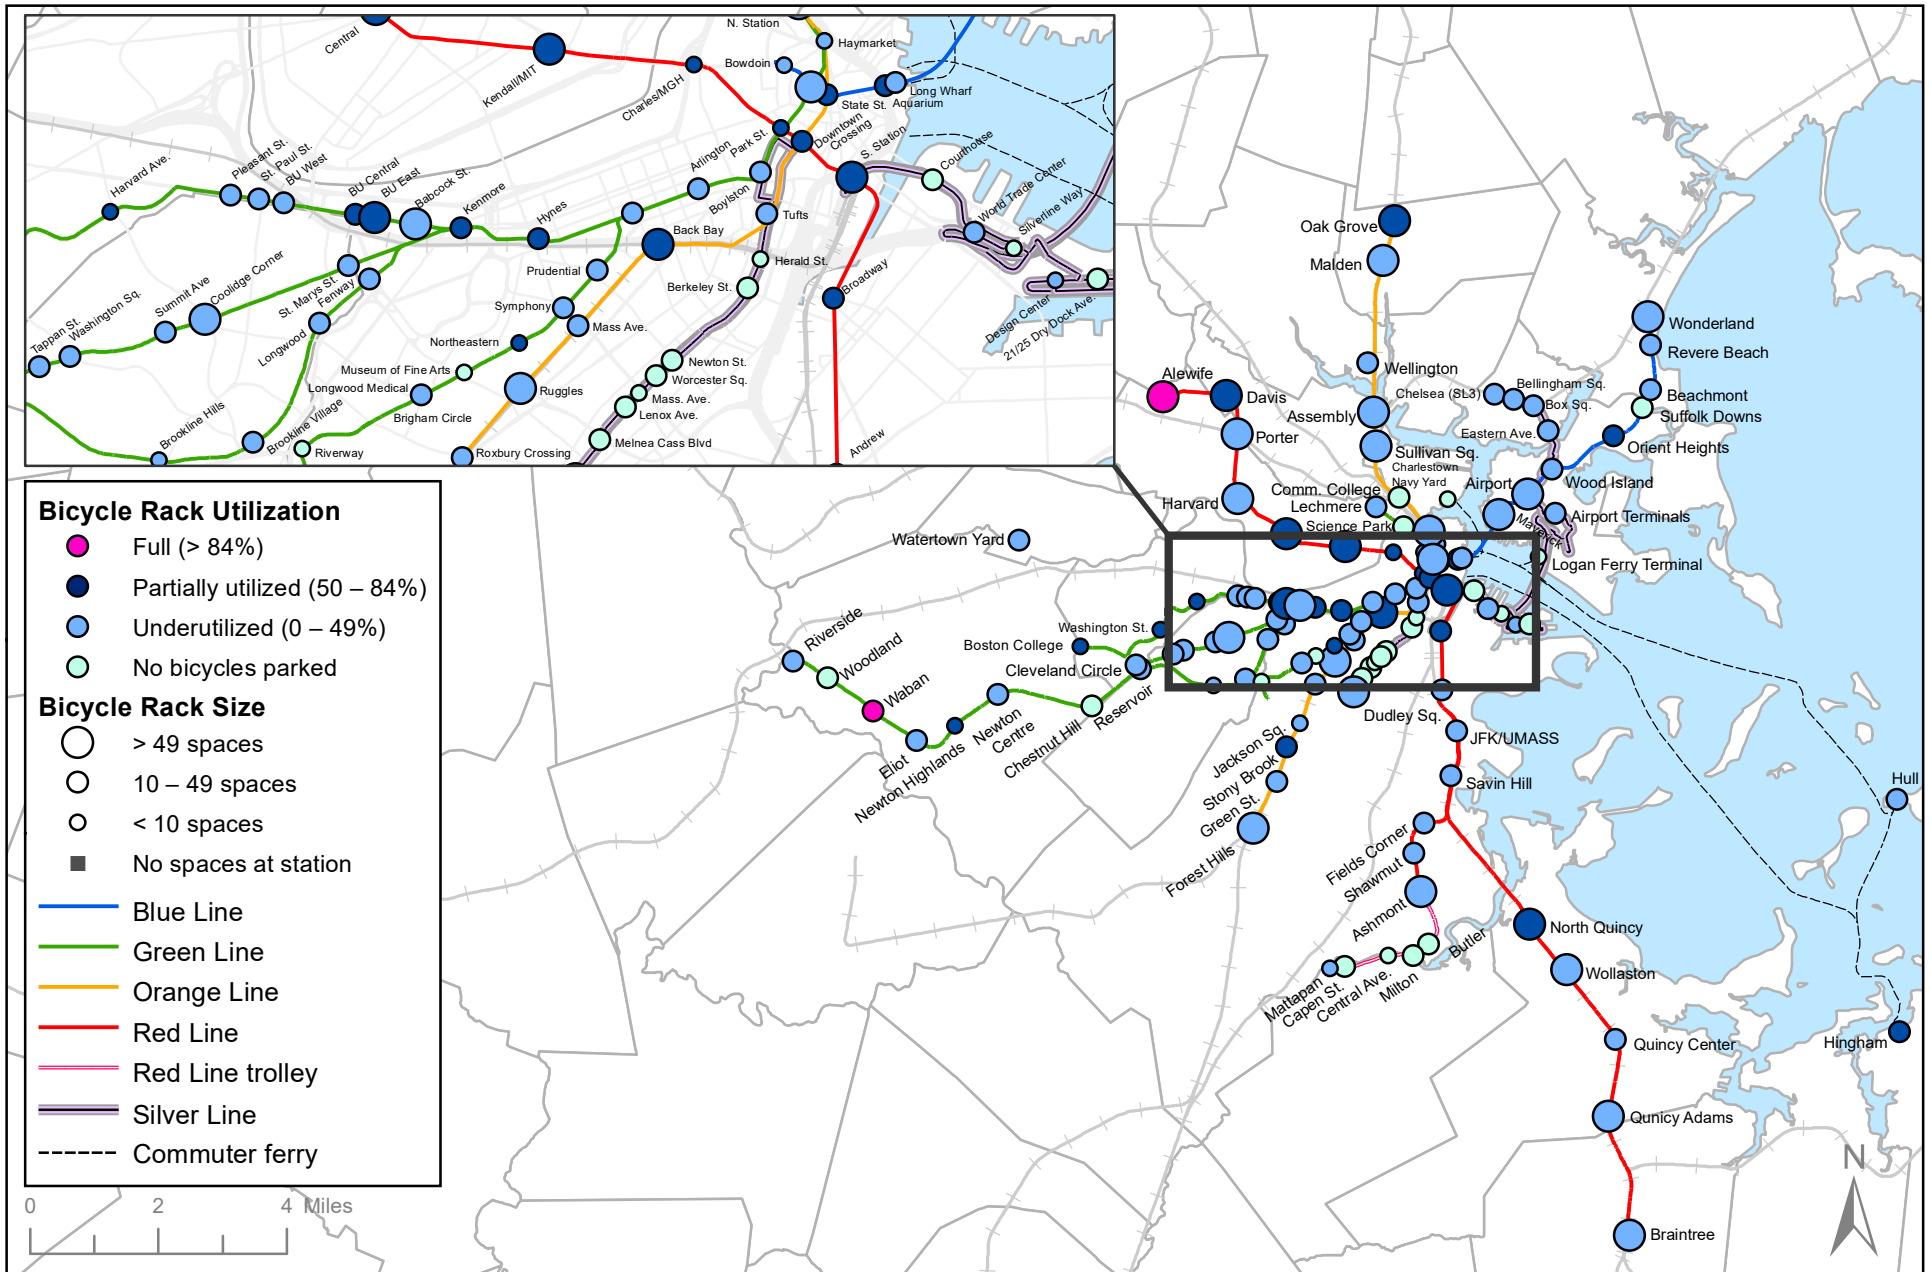 N. Station
Haymarket
Bowdoin
Central
Kendall/MIT
Charles/MGH
Long Wharf
Aquarium
State St.
Downtown
Crossing
S. Station
Park St.
Arlington
Boylston
Courthouse
World Trade Center
Silverline Way
Harvard Ave.
Pleasant St.
St. Paul St.
BU West
BU Central
BU East
Babcock St.
Kenmore
Hynes
Tufts
Back Bay
Herald St.
Prudential
Berkeley St.
Broadway
Design Center
21/25 Dry Dock Ave.
Tappan St.
Washington Sq.
Summit Ave
Coolidge Corner
St. Marys St.
Fenway
Longwood
Symphony
Mass Ave.
Northeastern
Museum of Fine Arts
Longwood Medical
Brigham Circle
Ruggles
Newton St.
Worcester Sq.
Mass. Ave.
Lenox Ave.
Melnea Cass Blvd
Brookline Hills
Brookline Village
Riverway
Roxbury Crossing
Andrew
Oak Grove
Malden
Wellington
Assembly
Sullivan Sq.
Charlestown
Navy Yard
Comm. College
Lechmere
Science Park
Alewife
Davis
Porter
Harvard
Wonderland
Revere Beach
Beachmont
Suffolk Downs
Orient Heights
Wood Island
Chelsea (SL3)
Bellingham Sq.
Box Sq.
Eastern Ave.
Airport
Airport Terminals
Maverick
Logan Ferry Terminal
Watertown Yard
Washington St.
Boston College
Cleveland Circle
Reservoir
Chestnut Hill
Newton
Centre
Newton Highlands
Eliot
Waban
Woodland
Riverside
Dudley Sq.
Jackson Sq.
Stony Brook
Green St.
Forest Hills
JFK/UMASS
Savin Hill
Fields Corner
Shawmut
Ashmont
Butler
Milton
Central Ave.
Capen St.
Mattapan
North Quincy
Wollaston
Quincy Center
Qunicy Adams
Braintree
Hull
Hingham
Bicycle Rack Utilization
Full (> 84%)
Partially utilized (50 – 84%)
Underutilized (0 – 49%)
No bicycles parked
Bicycle Rack Size
> 49 spaces
10 – 49 spaces
< 10 spaces
No spaces at station
Blue Line
Green Line
Orange Line
Red Line
Red Line trolley
Silver Line
Commuter ferry
0 2 4 Miles
N